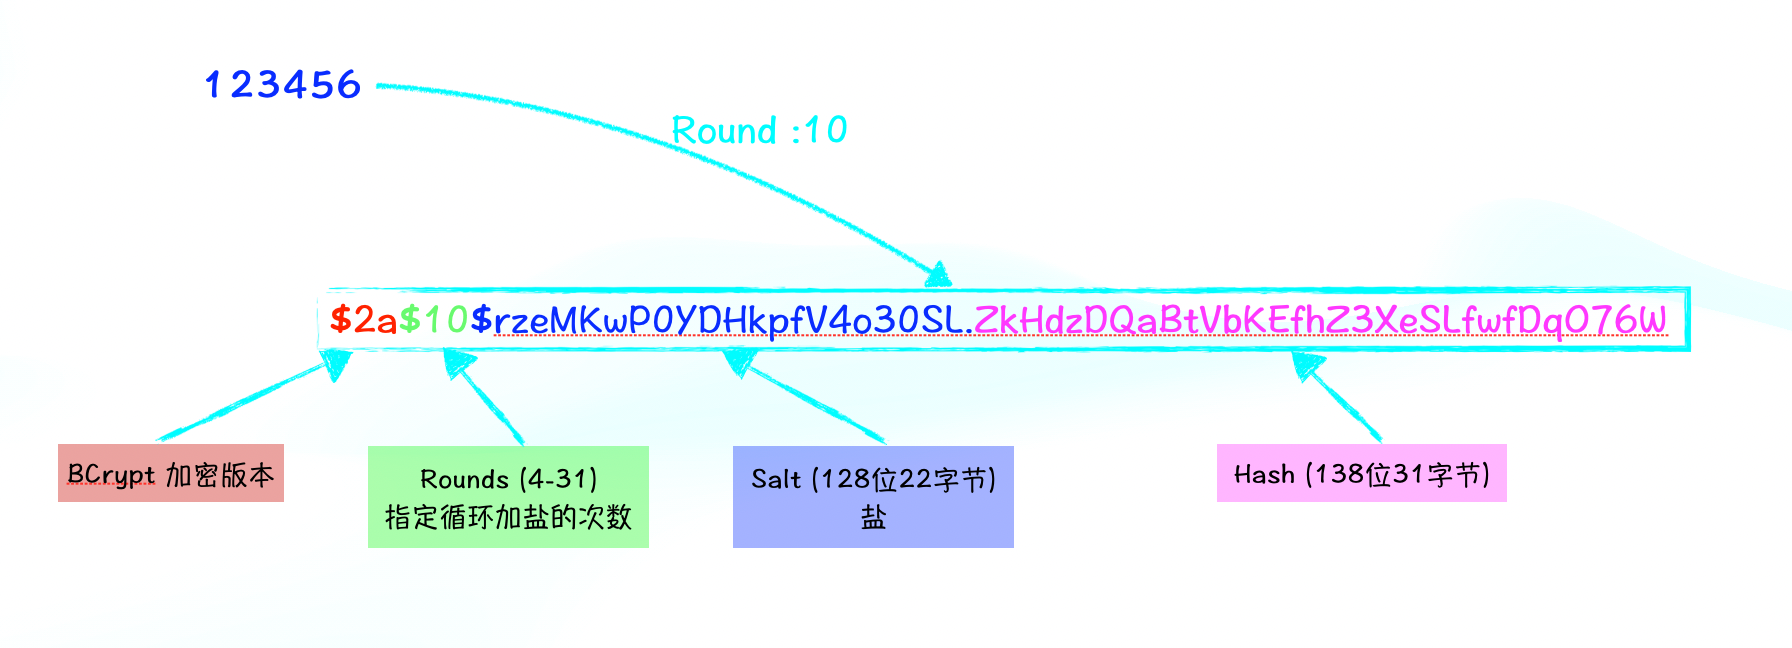 123456
Round :10
$2a$10$rzeMKwP0YDHkpfV4o30SL.ZkHdzDQaBtVbKEfhZ3XeSLfwfDqO76W
BCrypt 加密版本
Rounds (4-31)
指定循环加盐的次数
Salt (128位22字节)
盐
Hash (138位31字节)